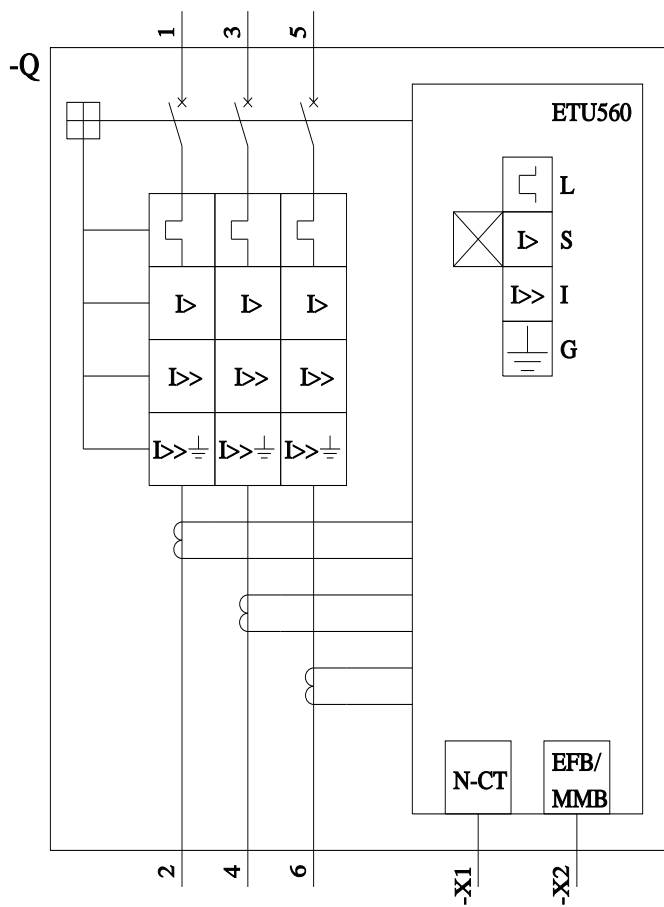 1 3 5
-Q
ETU560
L
I> S
I> I> I> I>> I
G
I>> I>> I>>
I>> I>> I>>
N-CT EFB/
MMB
2 4 6 -X1 -X2